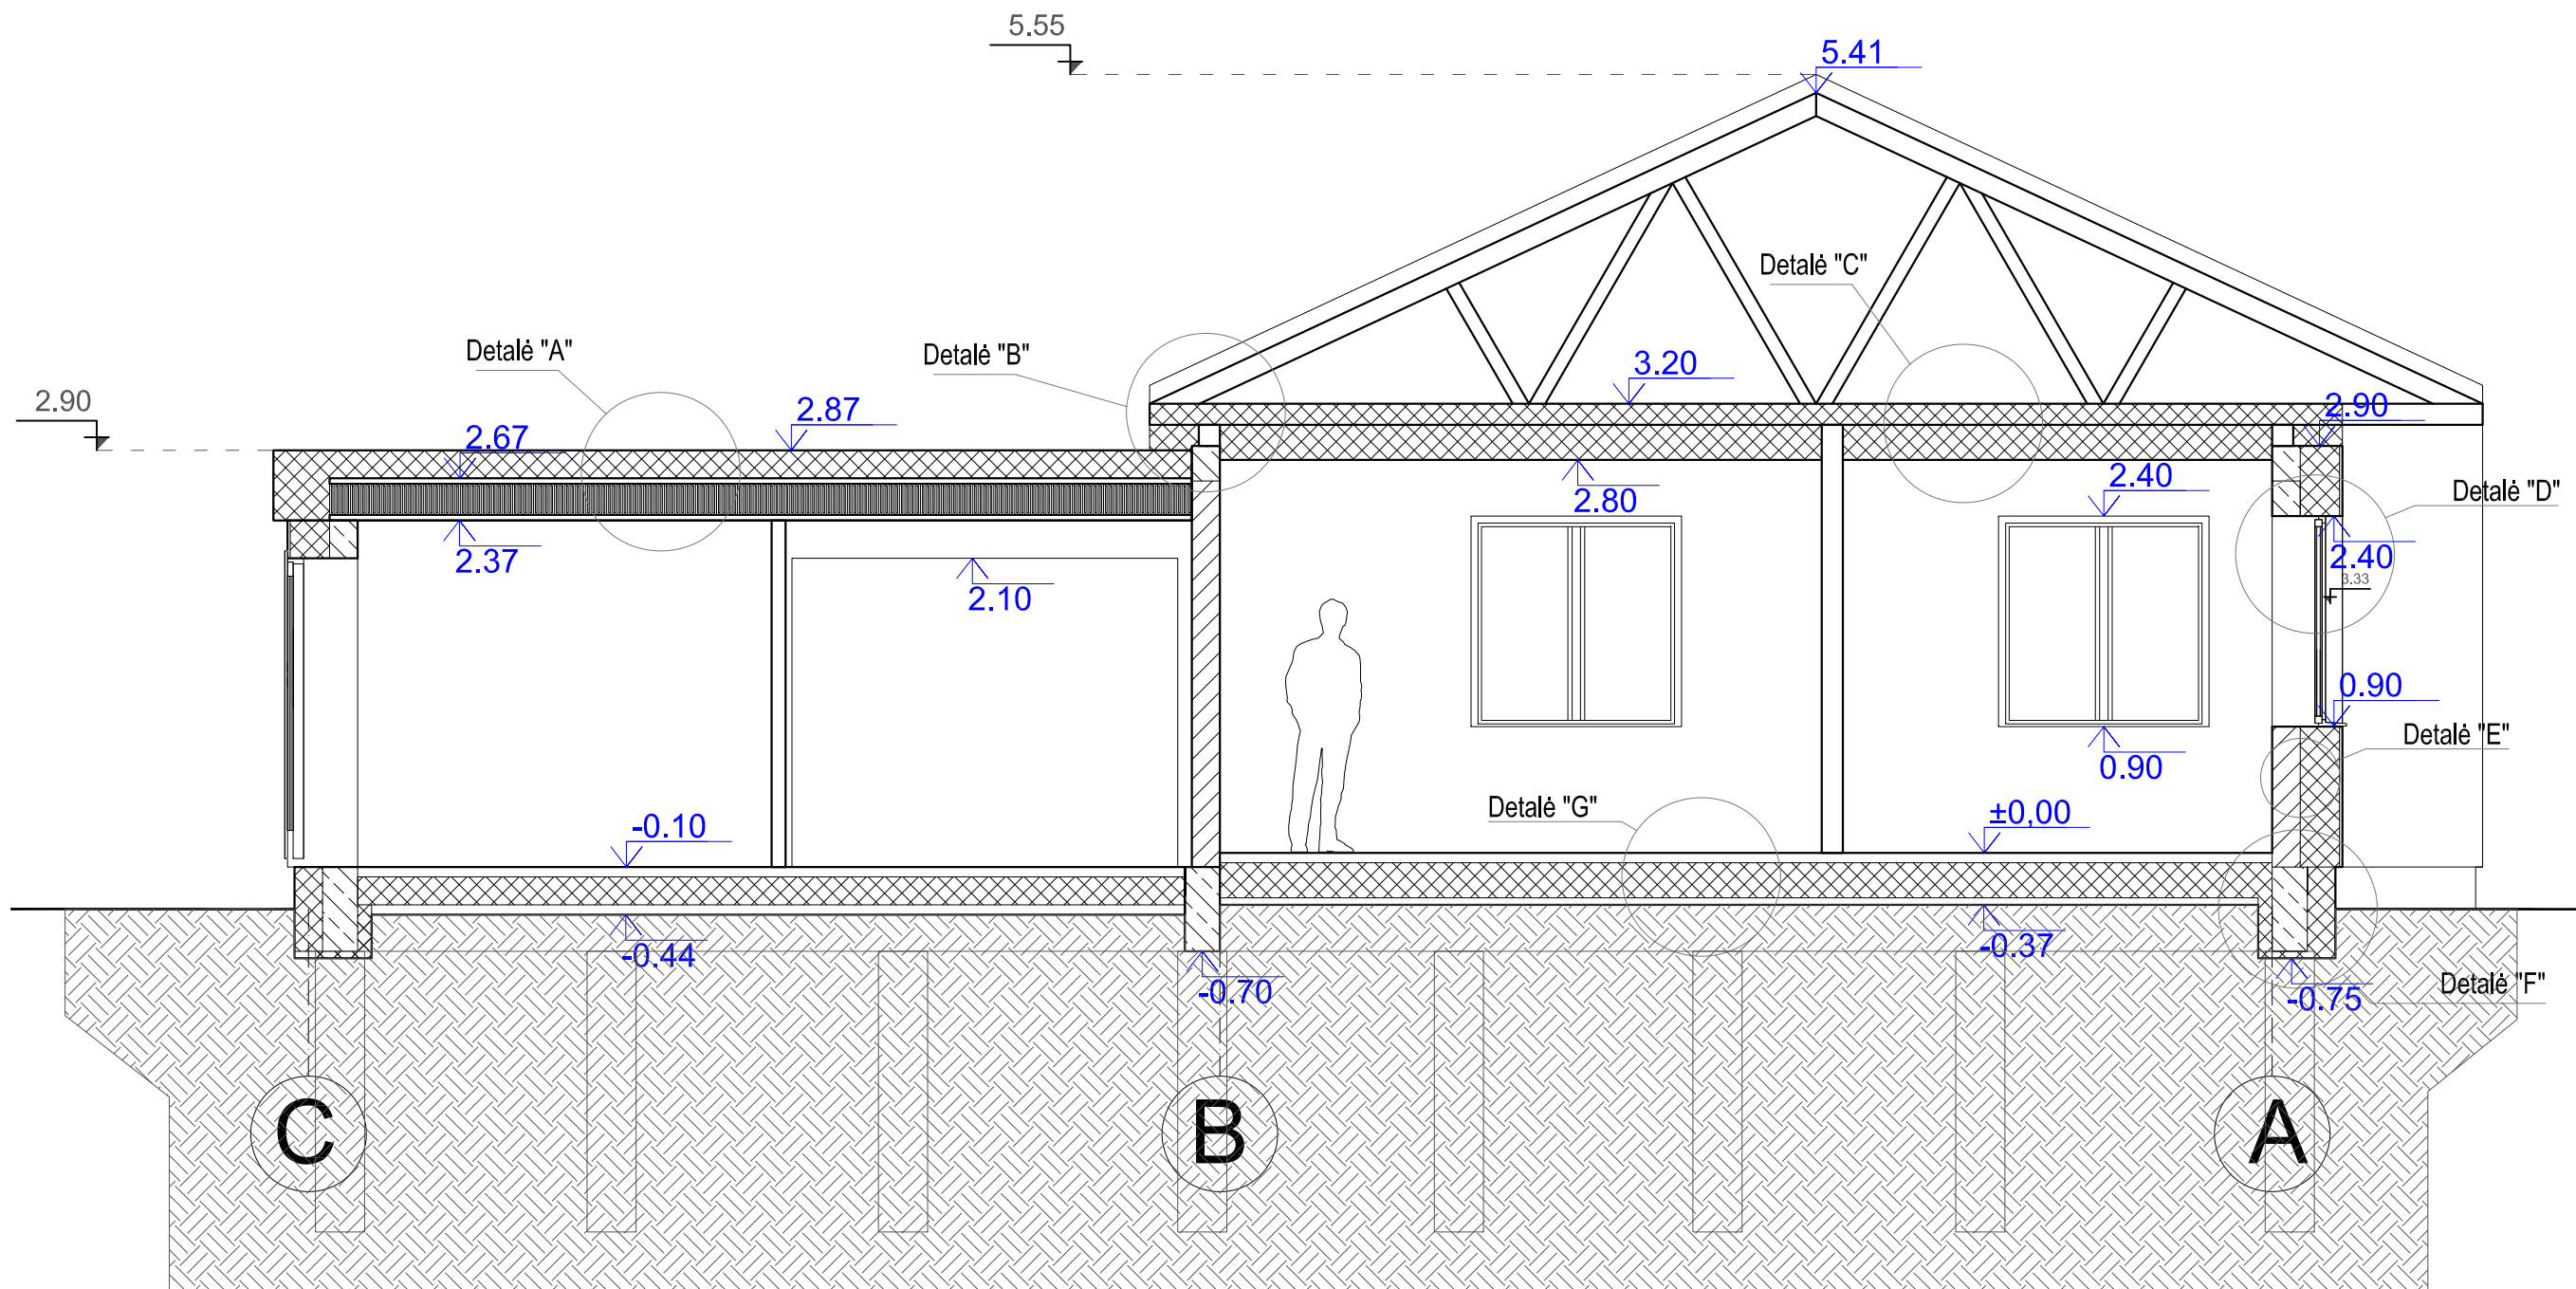 5.55
5.41
Detalė "C"
Detalė "A"
Detalė "B"
3.20
2.90
2.87
2.90
2.67
2.80
2.40
Detalė "D"
2.37
2.40
3.33
2.10
0.90
Detalė "E"
0.90
Detalė "G"
-0.10
±0,00
-0.44
-0.37
-0.70
-0.75
Detalė "F"
C
B
A